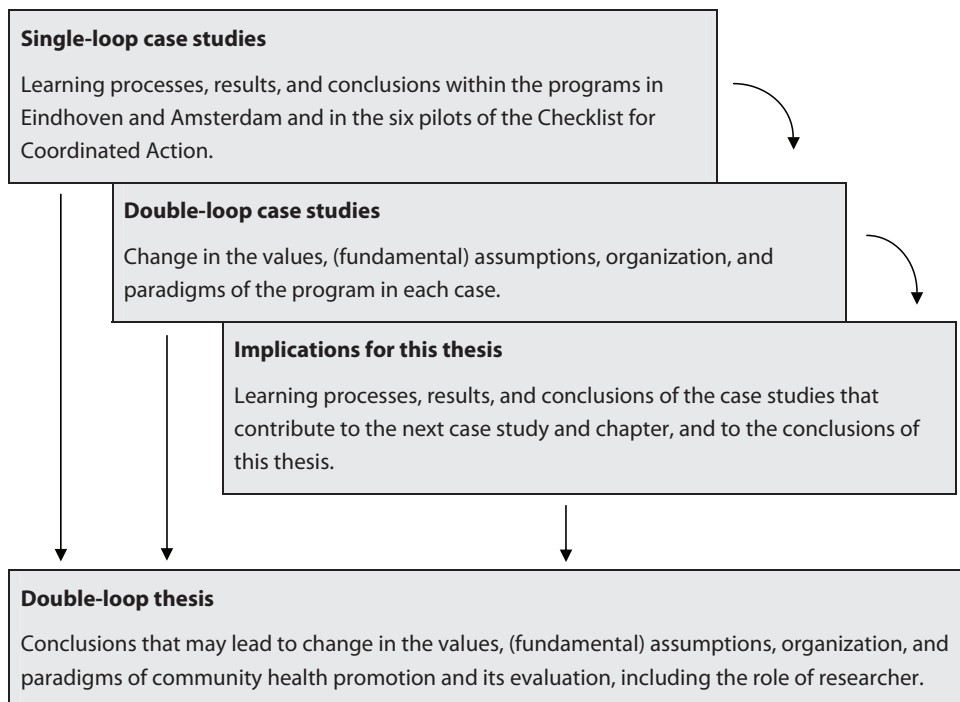 Single-loop case studies
Learning processes, results, and conclusions within the programs in
Eindhoven and Amsterdam and in the six pilots of the Checklist for
Coordinated Action.
Double-loop case studies
Change in the values, (fundamental) assumptions, organization, and
paradigms of the program in each case.
Implications for this thesis
Learning processes, results, and conclusions of the case studies that
contribute to the next case study and chapter, and to the conclusions of
this thesis.
Double-loop thesis
Conclusions that may lead to change in the values, (fundamental) assumptions, organization, and
paradigms of community health promotion and its evaluation, including the role of researcher.